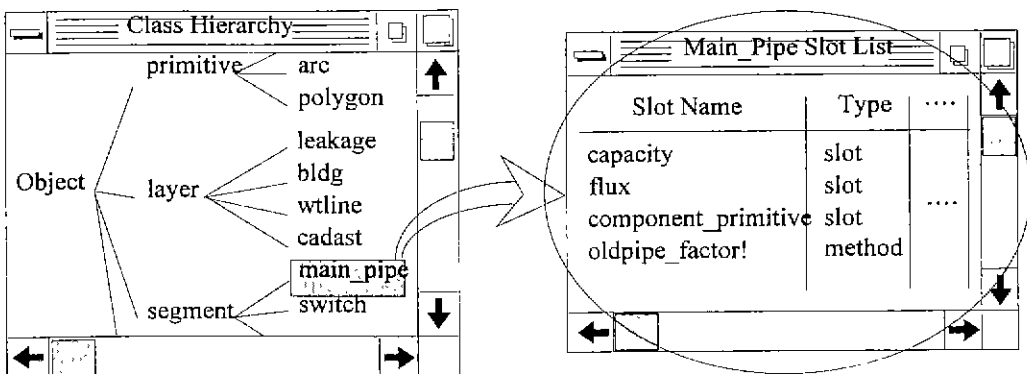 Class Hierarchy
primitive
arc
polygon
Object
layer
leakage
bldg
wtline
cadast
segment
main_pipe
switch
Main_Pipe Slot List
Slot Name Type ....
capacity slot
flux slot
component_primitive slot ....
oldpipe_factor! method